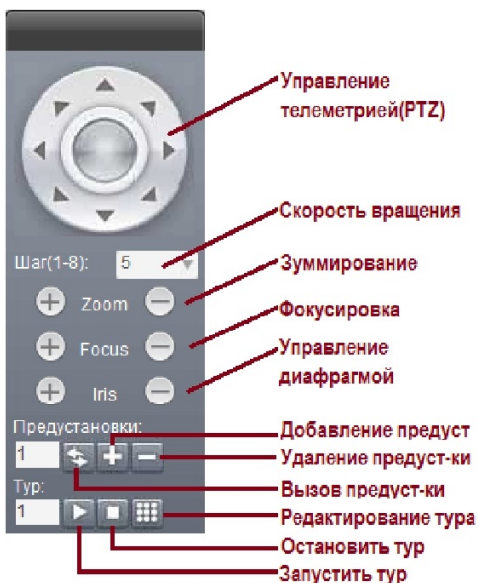 Управление
телеметрией(PTZ)
Скорость вращения
Шаг(1-8): 5
Зуммирование
Zoom
Фокусировка
Focus
Управление
диафрагмой
Iris
Предустановки:
Добавление предуст
1
Удаление предуст-ки
Вызов предуст-ки
Тур:
1
Редактирование тура
Остановить тур
Запустить тур